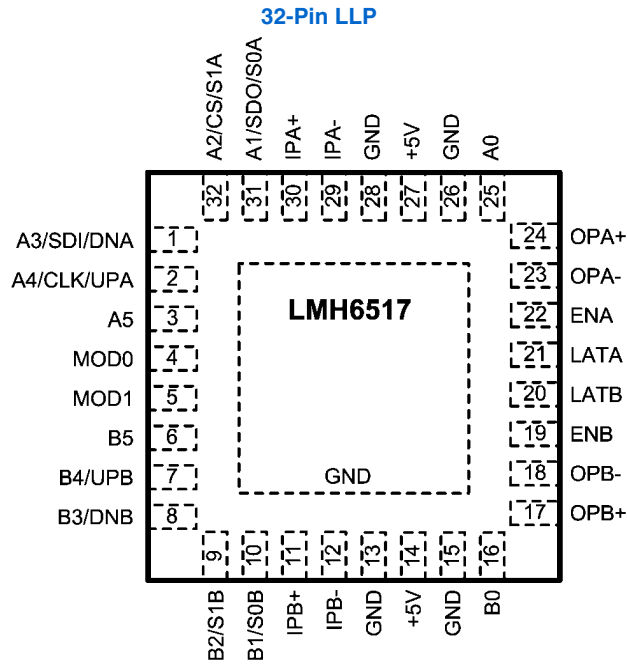 32-Pin LLP
A2/CS/S1A
A1/SDO/S0A
IPA+
IPA-
GND
+5V
GND
A0
32
31
30
29
28
27
26
25
A3/SDI/DNA 1
A4/CLK/UPA 2
A5 3
MOD0 4
MOD1 5
B5 6
B4/UPB 7
B3/DNB 8
LMH6517
GND
24 OPA+
23 OPA-
22 ENA
21 LATA
20 LATB
19 ENB
18 OPB-
17 OPB+
9
10
11
12
13
14
15
16
B2/S1B
B1/S0B
IPB+
IPB-
GND
+5V
GND
B0